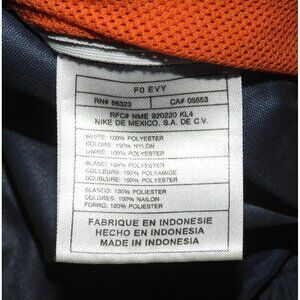 F0 EVY
RN# 56323 CA# 05553
RFC# NME 920220 KL4
NIKE DE MEXICO, S.A. DE C.V.
WHITE: 100% POLYESTER
COLORS: 100% NYLON
LINING: 100% POLYESTER
BLANC: 100% POLYESTER
COULEURS: 100% POLYAMIDE
DOUBLURE: 100% POLYESTER
BLANCO: 100% POLIESTER
COLORES: 100% NAILON
FORRO: 100% POLIESTER
FABRIQUE EN INDONESIE
HECHO EN INDONESIA
MADE IN INDONESIA